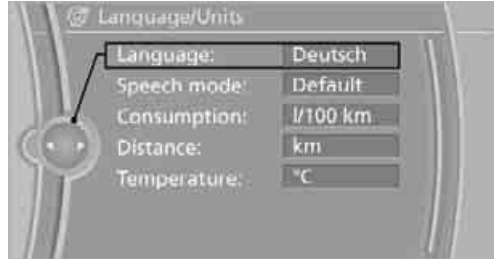 Language/Units
Language: Deutsch
Speech mode: Default
Consumption: l/100 km
Distance: km
Temperature: °C